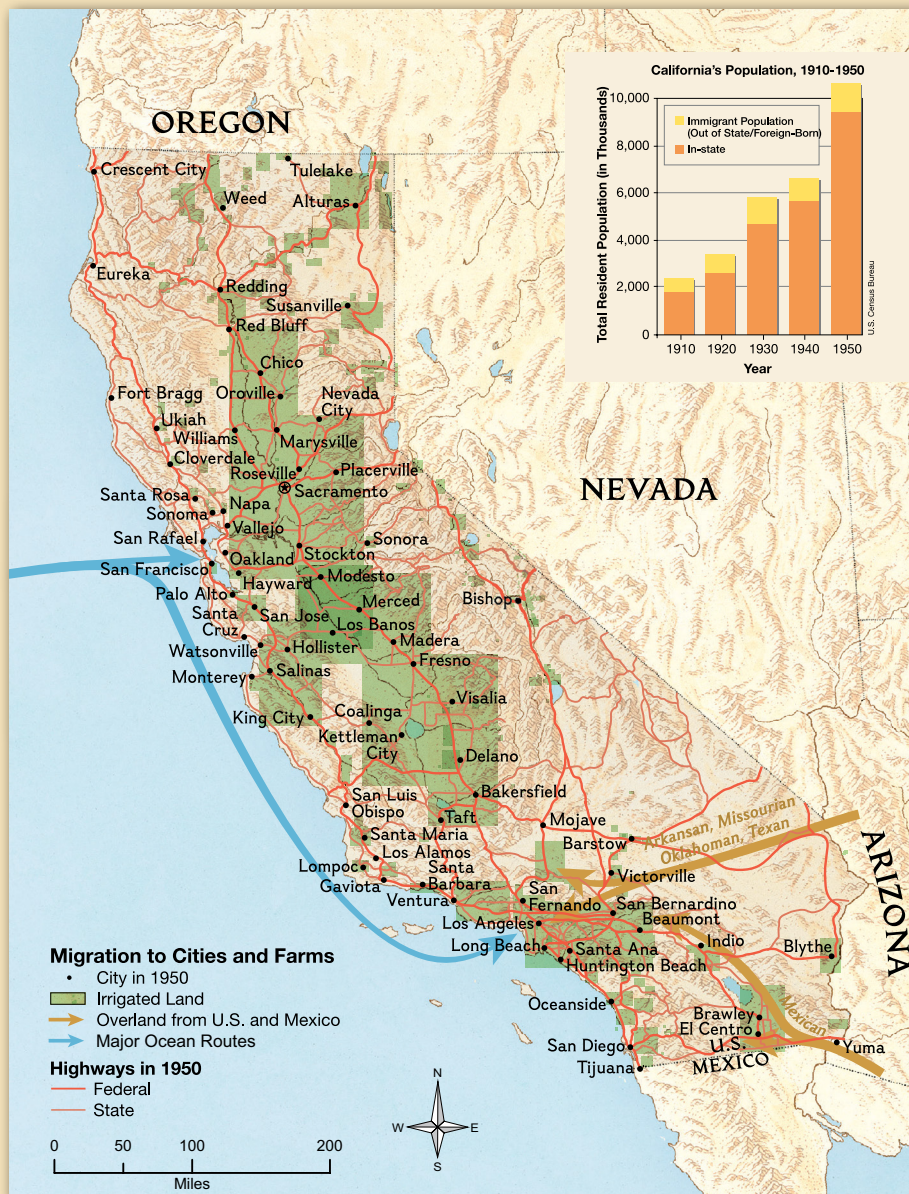 California's Population, 1910-1950
Total Resident Population (in Thousands)
10,000
8,000
6,000
4,000
2,000
0
Immigrant Population
(Out of State/Foreign-Born)
In-state
1910 1920 1930 1940 1950
Year
U.S. Census Bureau
OREGON
Crescent City
Tulelake
Weed
Alturas
Eureka
Redding
Susanville
Red Bluff
Chico
Fort Bragg
Oroville
Nevada
City
Ukiah
Williams
Marysville
Cloverdale
Roseville
Placerville
Sacramento
NEVADA
Santa Rosa
Napa
Sonoma
Vallejo
San Rafael
Oakland
Stockton
Sonora
San Francisco
Hayward
Modesto
Palo Alto
Merced
Bishop
Santa
Cruz
San Jose
Los Banos
Madera
Watsonville
Hollister
Fresno
Monterey
Salinas
Visalia
King City
Coalinga
Kettleman
City
Delano
Bakersfield
San Luis
Obispo
Taft
Mojave
Arkansan, Missourian
Oklahoman, Texan
Barstow
ARIZONA
Santa Maria
Los Alamos
Lompoc
Santa
Barbara
Victorville
Gaviota
San
Fernando
Ventura
San Bernardino
Beaumont
Los Angeles
Indio
Long Beach
Santa Ana
Blythe
Huntington Beach
Oceanside
Mexican
Brawley
El Centro
U.S.
San Diego
MEXICO
Yuma
Tijuana
Migration to Cities and Farms
City in 1950
Irrigated Land
Overland from U.S. and Mexico
Major Ocean Routes
Highways in 1950
Federal
State
0 50 100 200
Miles
N
W E
S